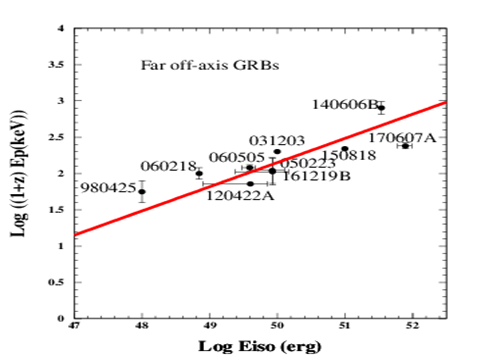 4
3.5
3
2.5
2
1.5
1
0.5
0
Log ((1+z) Ep(keV))
Far off-axis GRBs
140606B
170607A
031203
150818
060505
050223
060218
161219B
980425
120422A
47 48 49 50 51 52
Log Eiso (erg)